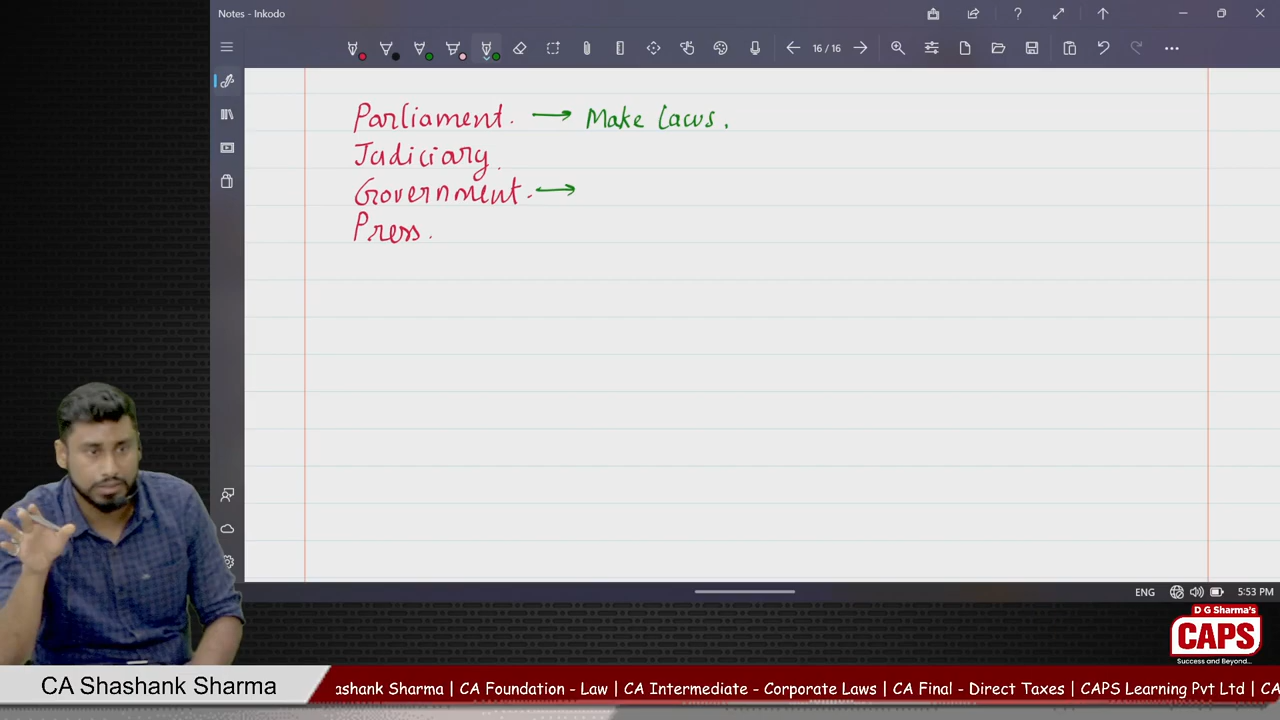 Notes - Inkodo
16/16
Parliament. → Make Laws.
Judiciary.
Government. →
Press.
ENG
5:53 PM
D G Sharma's
CAPS
Success and Beyond...
CA Shashank Sharma
ashank Sharma | CA Foundation - Law | CA Intermediate - Corporate Laws | CA Final - Direct Taxes | CAPS Learning Pvt Ltd | CA